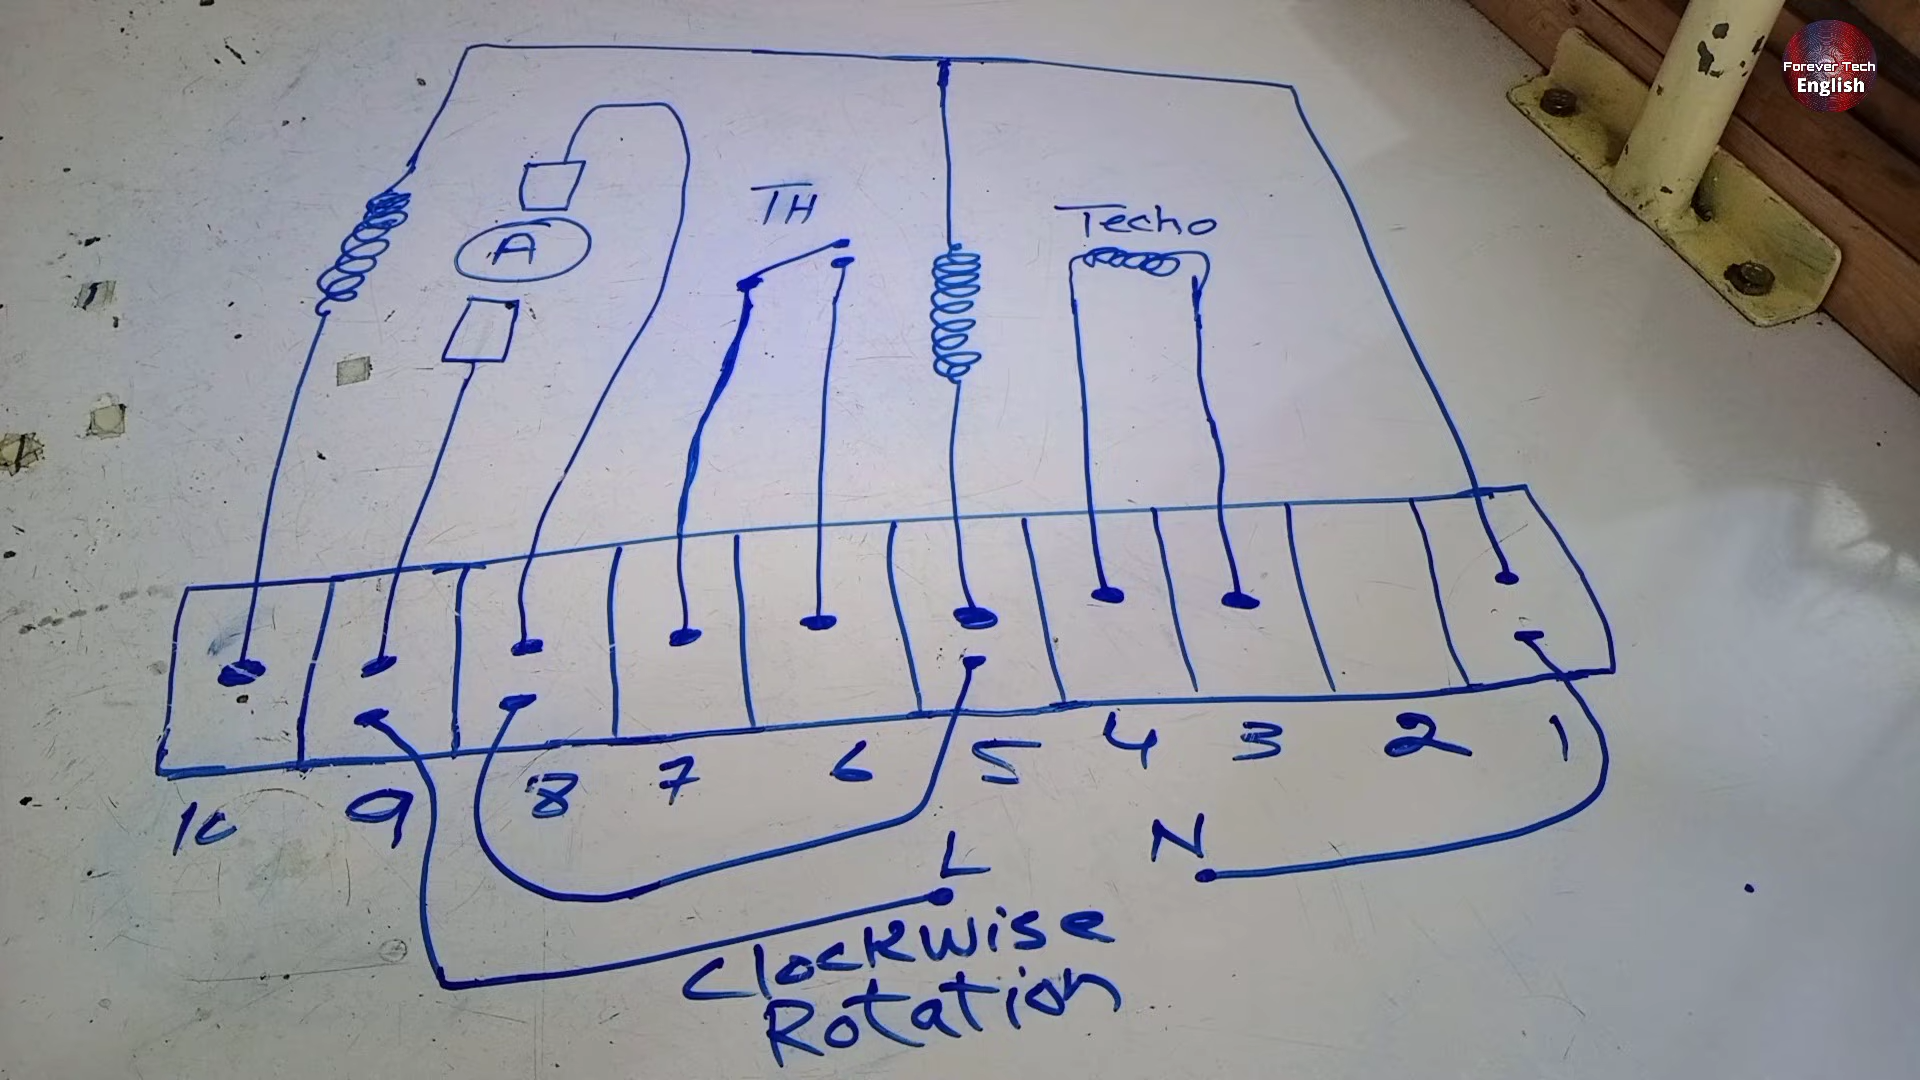 Forever Tech
English
TH
Techo
A
10 9 8 7 6 5 4 3 2 1
L N
Clockwise
Rotation